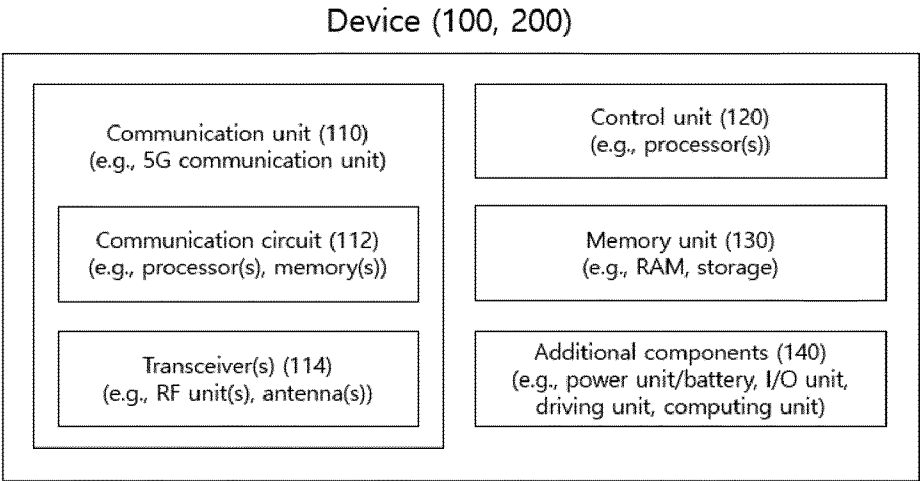 Device (100, 200)
Communication unit (110)
(e.g., 5G communication unit)
Communication circuit (112)
(e.g., processor(s), memory(s))
Transceiver(s) (114)
(e.g., RF unit(s), antenna(s))
Control unit (120)
(e.g., processor(s))
Memory unit (130)
(e.g., RAM, storage)
Additional components (140)
(e.g., power unit/battery, I/O unit,
driving unit, computing unit)